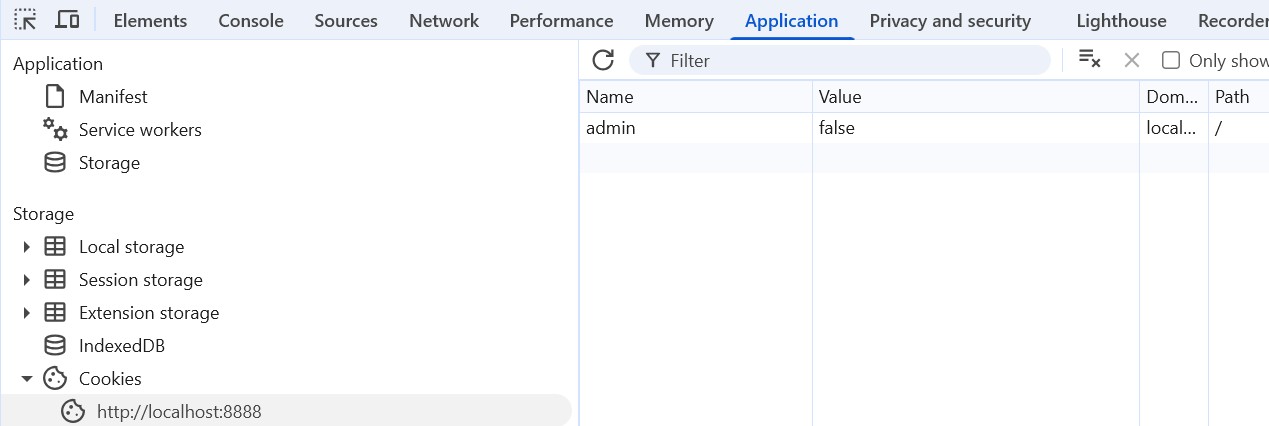 Elements Console Sources Network Performance Memory Application Privacy and security Lighthouse Recorder
Application
Manifest
Service workers
Storage
Storage
Local storage
Session storage
Extension storage
IndexedDB
Cookies
http://localhost:8888
Filter Only show
Name Value Dom... Path
admin false local... /